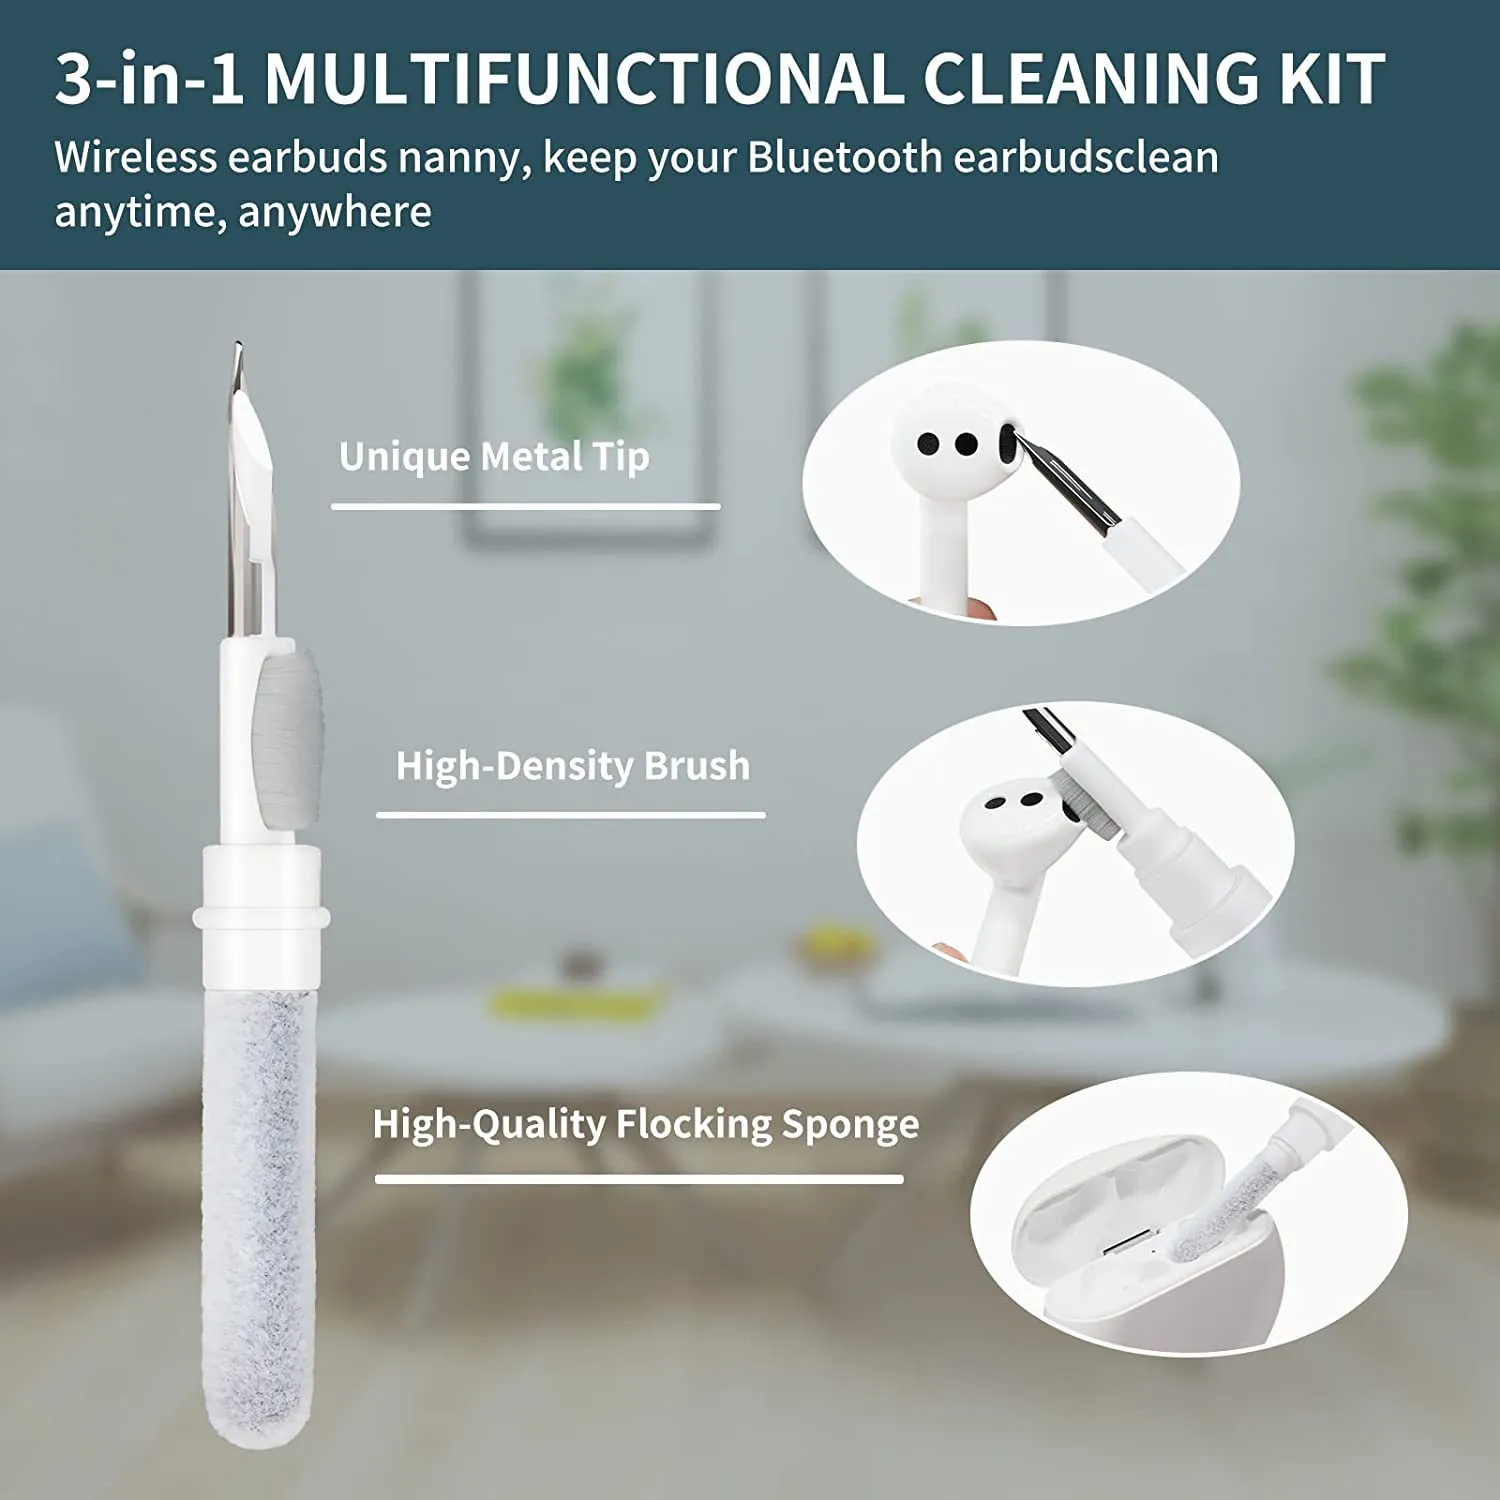 3-in-1 MULTIFUNCTIONAL CLEANING KIT
Wireless earbuds nanny, keep your Bluetooth earbudsclean
anytime, anywhere
Unique Metal Tip
High-Density Brush
High-Quality Flocking Sponge